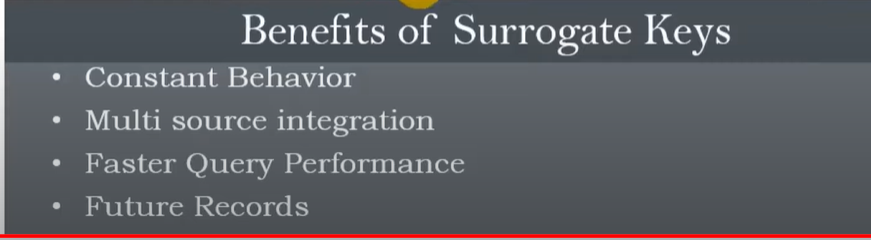 Benefits of Surrogate Keys
• Constant Behavior
• Multi source integration
• Faster Query Performance
• Future Records